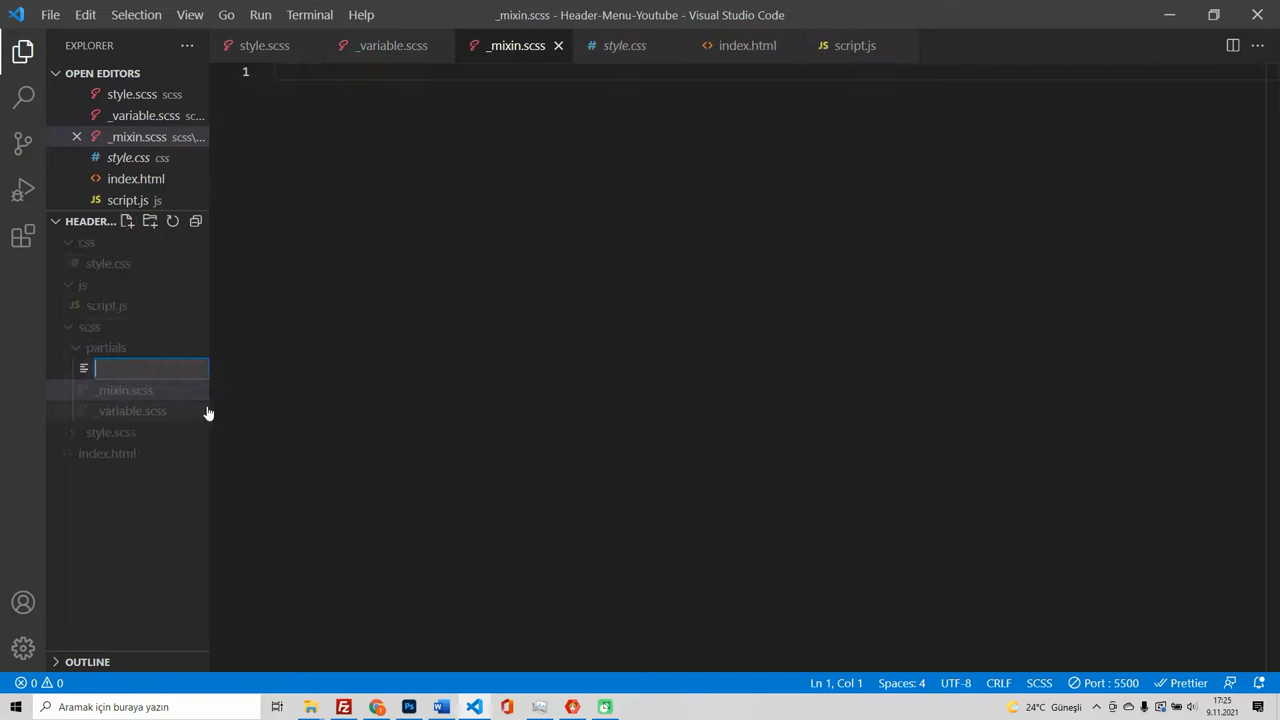 File Edit Selection View Go Run Terminal Help
_mixin.scss - Header-Menu-Youtube - Visual Studio Code
EXPLORER
style.scss _variable.scss _mixin.scss # style.css <> index.html JS script.js
OPEN EDITORS
style.scss scss
_variable.scss sc...
_mixin.scss scss\...
# style.css css
<> index.html
JS script.js js
HEADER...
css
# style.css
js
JS script.js
scss
partials
_mixin.scss
_variable.scss
style.scss
<> index.html
1
OUTLINE
0 0
Ln 1, Col 1 Spaces: 4 UTF-8 CRLF SCSS Port : 5500 Prettier
Aramak için buraya yazın
24°C Güneşli
17:25
9.11.2021